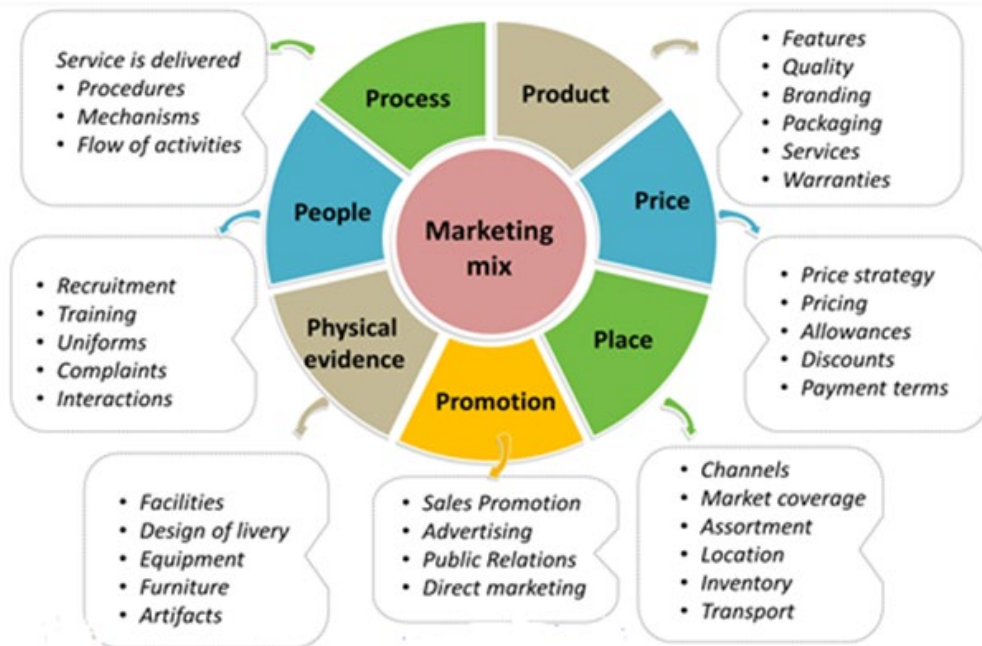 Marketing
mix
Product
• Features
• Quality
• Branding
• Packaging
• Services
• Warranties
Price
• Price strategy
• Pricing
• Allowances
• Discounts
• Payment terms
Place
• Channels
• Market coverage
• Assortment
• Location
• Inventory
• Transport
Promotion
• Sales Promotion
• Advertising
• Public Relations
• Direct marketing
Physical
evidence
• Facilities
• Design of livery
• Equipment
• Furniture
• Artifacts
People
• Recruitment
• Training
• Uniforms
• Complaints
• Interactions
Process
Service is delivered
• Procedures
• Mechanisms
• Flow of activities